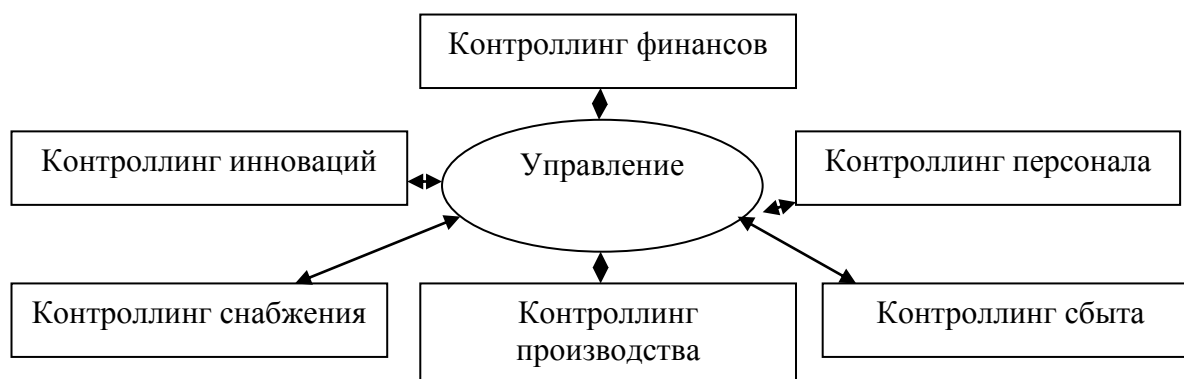 Контроллинг финансов
Контроллинг инноваций
Управление
Контроллинг персонала
Контроллинг снабжения
Контроллинг
производства
Контроллинг сбыта